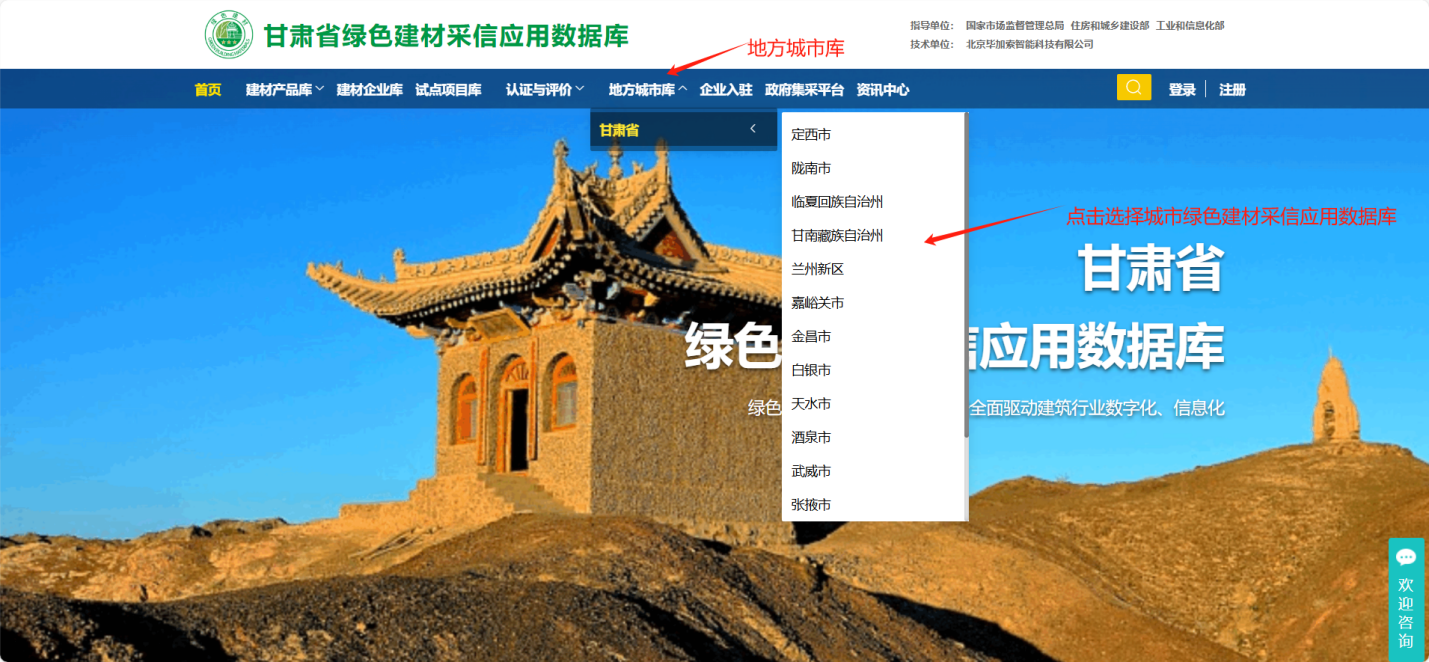 甘肃省绿色建材采信应用数据库
指导单位： 国家市场监督管理总局 住房和城乡建设部 工业和信息化部
技术单位： 北京毕加索智能科技有限公司
地方城市库
首页 建材产品库 建材企业库 试点项目库 认证与评价 地方城市库 企业入驻 政府集采平台 资讯中心 登录 注册
甘肃省
定西市
陇南市
临夏回族自治州
甘南藏族自治州
兰州新区
嘉峪关市
金昌市
白银市
天水市
酒泉市
武威市
张掖市
点击选择城市绿色建材采信应用数据库
甘肃省
绿色 信应用数据库
绿色 全面驱动建筑行业数字化、信息化
欢迎咨询